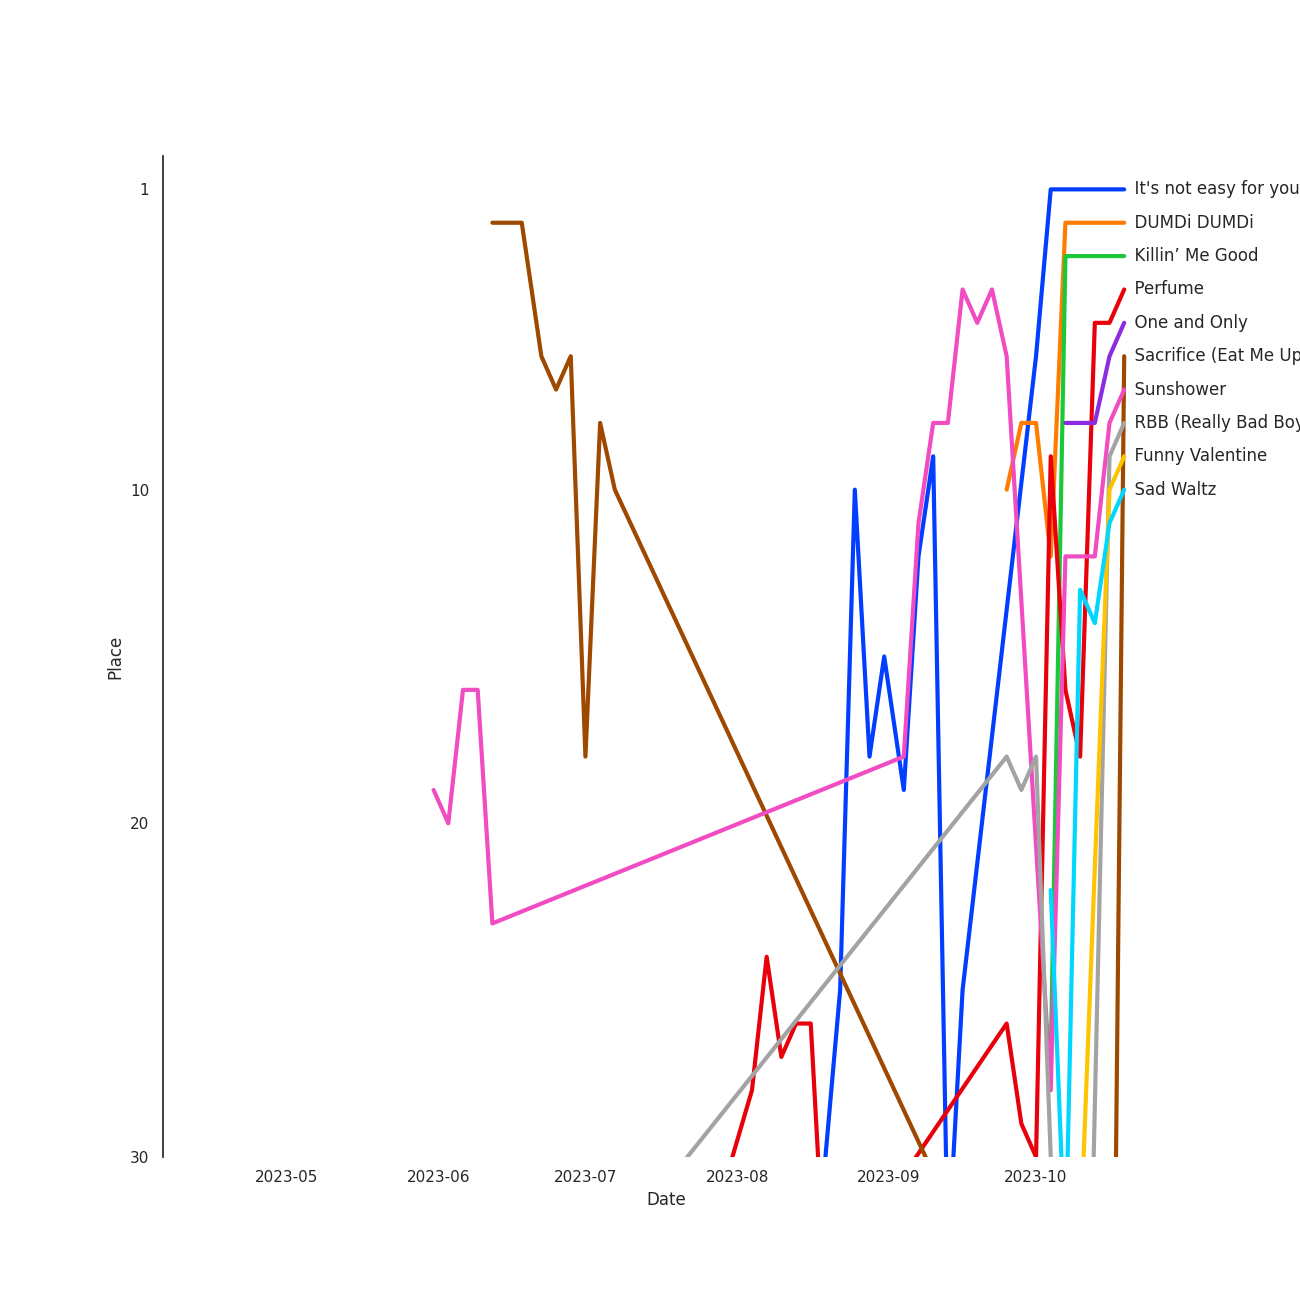 1
10
20
30
Place
2023-05
2023-06
2023-07
2023-08
2023-09
2023-10
Date
It's not easy for you
DUMDi DUMDi
Killin’ Me Good
Perfume
One and Only
Sacrifice (Eat Me Up
Sunshower
RBB (Really Bad Boy
Funny Valentine
Sad Waltz